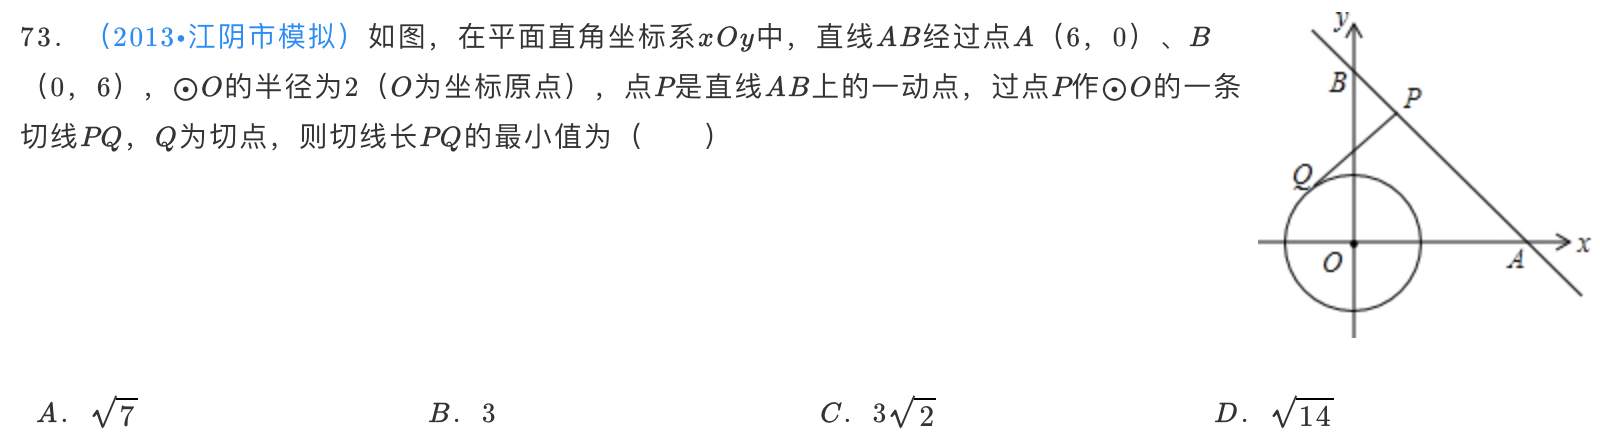 73. （2013•江阴市模拟）如图，在平面直角坐标系xOy中，直线AB经过点A（6，0）、B
（0，6），⊙O的半径为2（O为坐标原点），点P是直线AB上的一动点，过点P作⊙O的一条
切线PQ，Q为切点，则切线长PQ的最小值为（　　）
y
B
P
Q
O
A
x
A. √7
B. 3
C. 3√2
D. √14